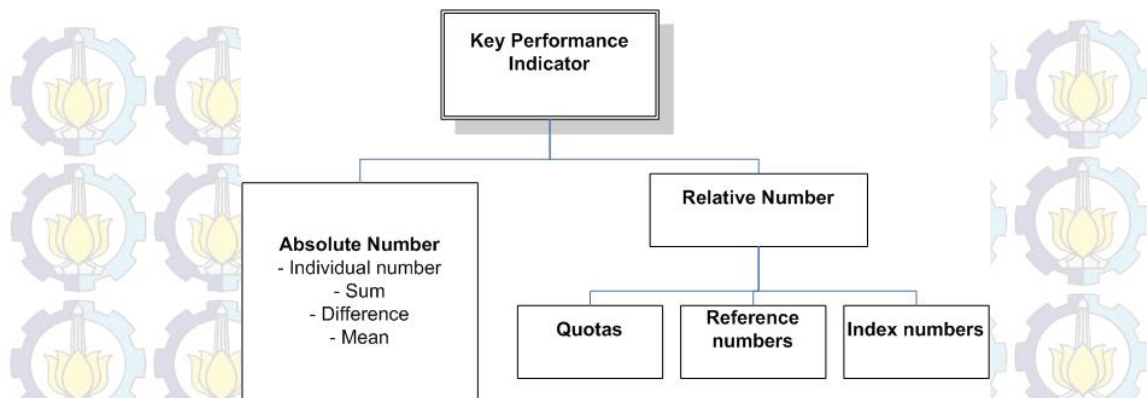 Key Performance
Indicator
Absolute Number
- Individual number
- Sum
- Difference
- Mean
Relative Number
Quotas
Reference
numbers
Index numbers